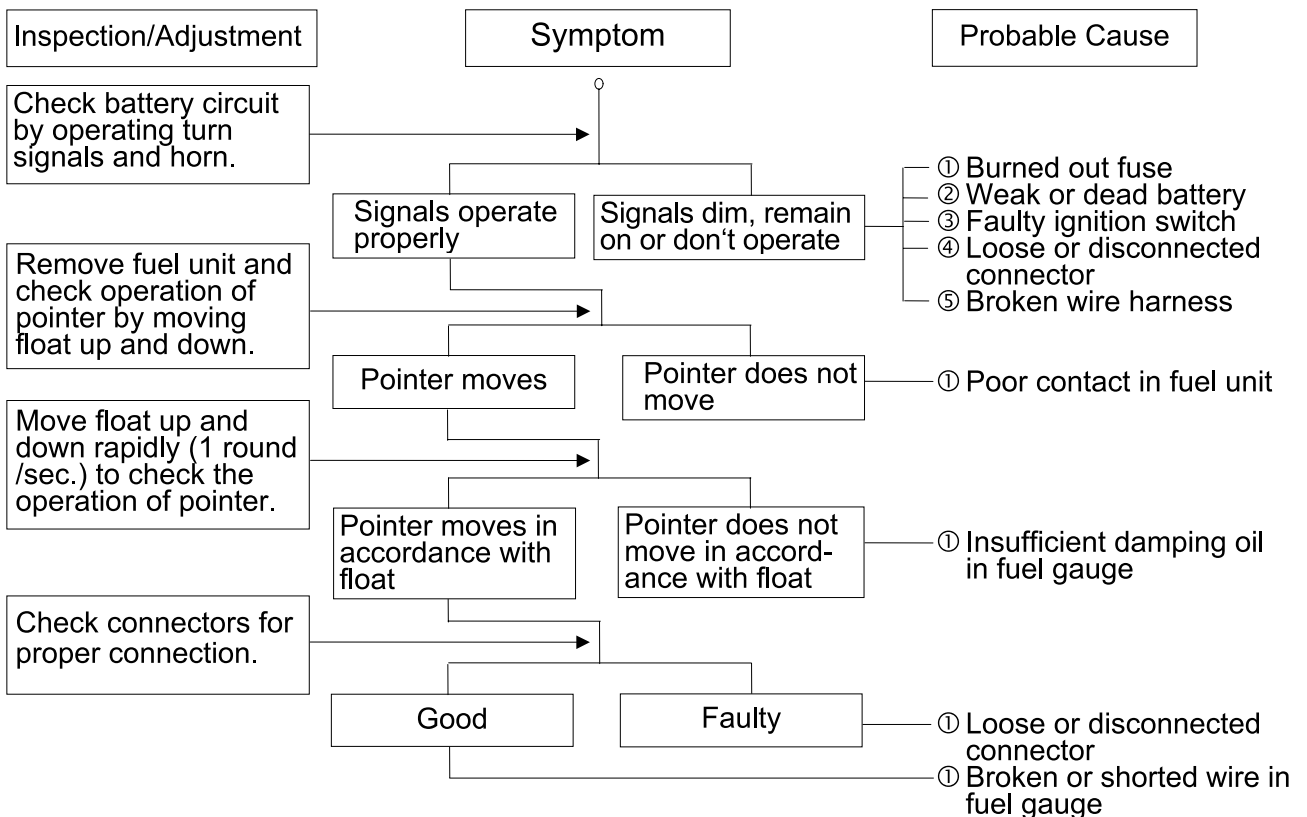 Inspection/Adjustment
Symptom
Probable Cause
Check battery circuit
by operating turn
signals and horn.
Signals operate
properly
Signals dim, remain
on or don‘t operate
① Burned out fuse
② Weak or dead battery
③ Faulty ignition switch
④ Loose or disconnected
connector
⑤ Broken wire harness
Remove fuel unit and
check operation of
pointer by moving
float up and down.
Pointer moves
Pointer does not
move
① Poor contact in fuel unit
Move float up and
down rapidly (1 round
/sec.) to check the
operation of pointer.
Pointer moves in
accordance with
float
Pointer does not
move in accord-
ance with float
① Insufficient damping oil
in fuel gauge
Check connectors for
proper connection.
Good
Faulty
① Loose or disconnected
connector
① Broken or shorted wire in
fuel gauge